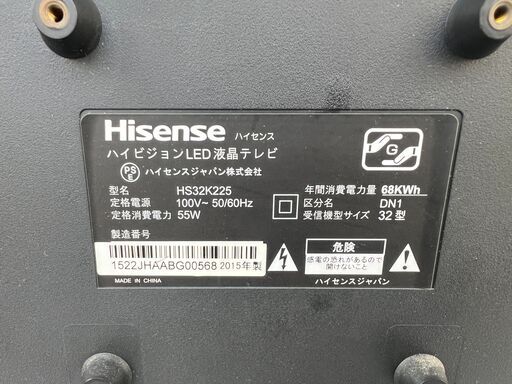 Hisense ハイセンス
ハイビジョンLED液晶テレビ
PS E ハイセンスジャパン株式会社
G
型名 HS32K225
定格電源 100V～ 50/60Hz
定格消費電力 55W
年間消費電力量 68KWh
区分名 DN1
受信機型サイズ 32型
製造番号
1522JHAABG00568 2015年製
MADE IN CHINA
危険
感電の恐れがあるので
開けないこと
ハイセンスジャパン